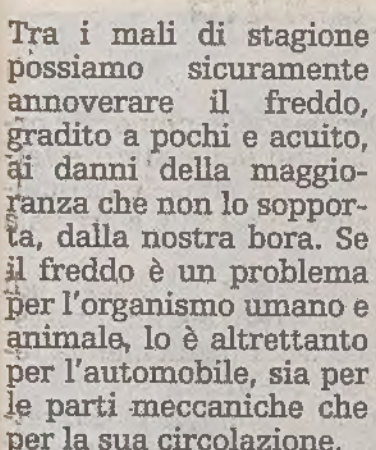 Tra i mali di stagione
possiamo sicuramente
annoverare il freddo,
gradito a pochi e acuito,
ai danni della maggio-
ranza che non lo soppor-
ta, dalla nostra bora. Se
il freddo è un problema
per l'organismo umano e
animale, lo è altrettanto
per l'automobile, sia per
le parti meccaniche che
per la sua circolazione.